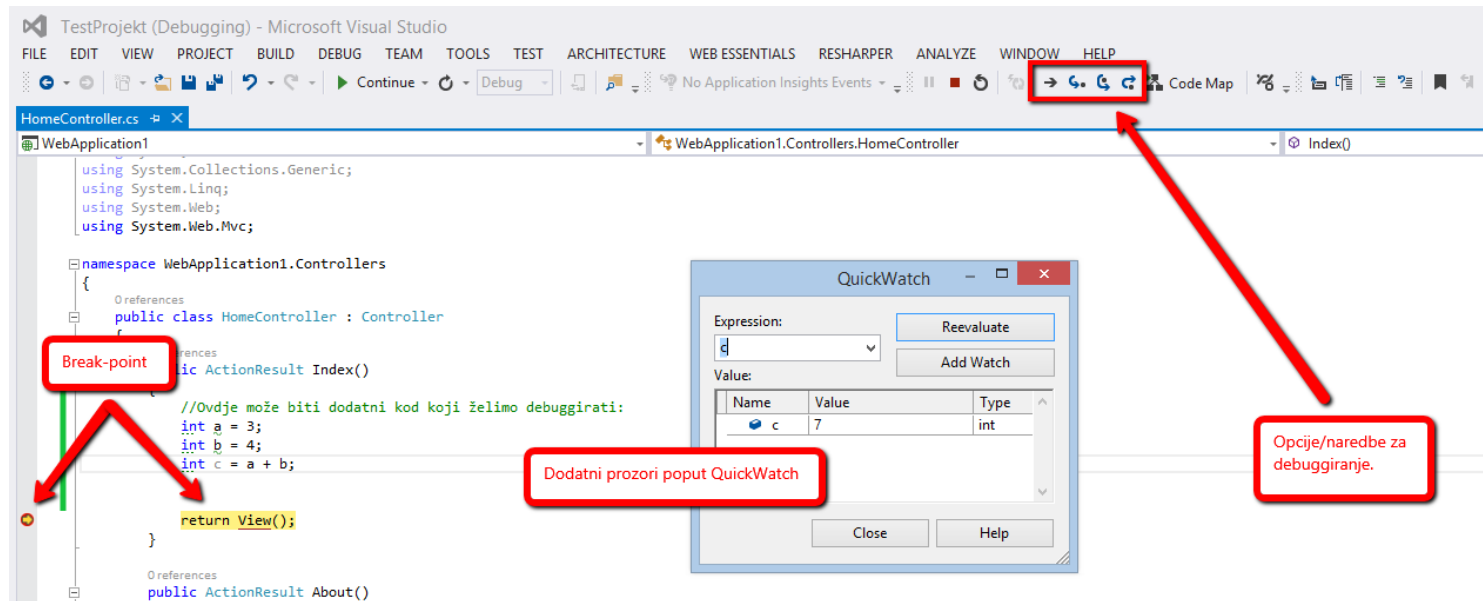 TestProjekt (Debugging) - Microsoft Visual Studio
FILE EDIT VIEW PROJECT BUILD DEBUG TEAM TOOLS TEST ARCHITECTURE WEB ESSENTIALS RESHARPER ANALYZE WINDOW HELP
Continue Debug No Application Insights Events Code Map
HomeController.cs
WebApplication1 WebApplication1.Controllers.HomeController Index()
using System.Collections.Generic;
using System.Linq;
using System.Web;
using System.Web.Mvc;
namespace WebApplication1.Controllers
{
0 references
public class HomeController : Controller
{
rences
ic ActionResult Index()
{
//Ovdje može biti dodatni kod koji želimo debuggirati:
int a = 3;
int b = 4;
int c = a + b;
return View();
}
0 references
public ActionResult About()
Break-point
QuickWatch
Expression:
Reevaluate
c
Add Watch
Value:
Name Value Type
c 7 int
Close Help
Dodatni prozori poput QuickWatch
Opcije/naredbe za
debuggiranje.